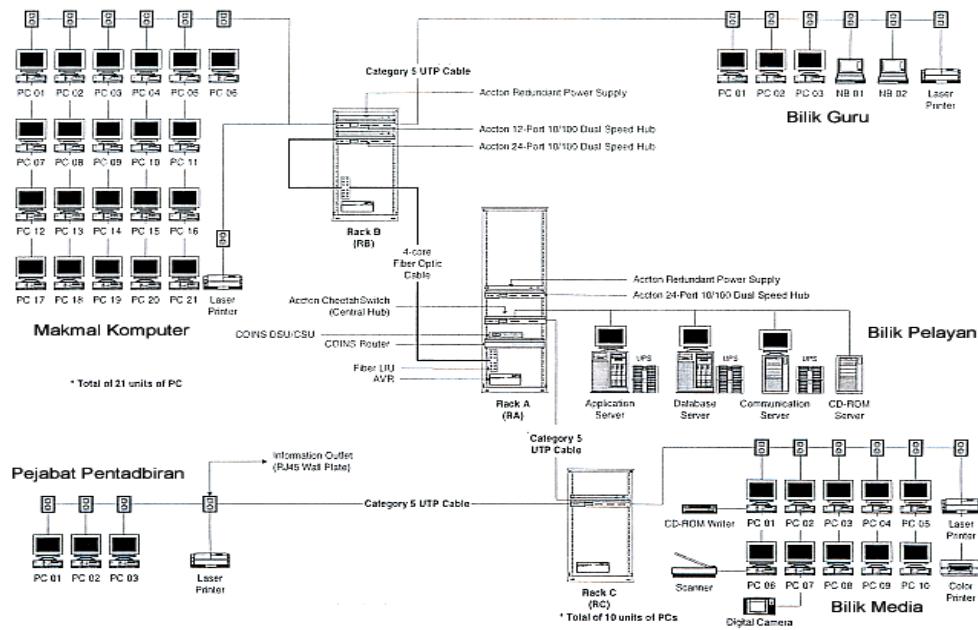 Category 5 UTP Cable
Accton Redundant Power Supply
Accton 12-Port 10/100 Dual Speed Hub
Accton 24-Port 10/100 Dual Speed Hub
Rack B
(RB)
4-core
Fiber Optic
Cable
PC 01 PC 02 PC 03 PC 04 PC 05 PC 06
PC 07 PC 08 PC 09 PC 10 PC 11
PC 12 PC 13 PC 14 PC 15 PC 16
PC 17 PC 18 PC 19 PC 20 PC 21
Laser
Printer
Makmal Komputer
* Total of 21 units of PC
PC 01 PC 02 PC 03 NB 01 NB 02 Laser
Printer
Bilik Guru
Accton Redundant Power Supply
Accton 24-Port 10/100 Dual Speed Hub
Accton CheetahSwitch
(Central Hub)
COINS DSU/CSU
COINS Router
Fiber LIU
AVR
Rack A
(RA)
Bilik Pelayan
UPS UPS UPS
Application
Server
Database
Server
Communication
Server
CD-ROM
Server
Category 5
UTP Cable
Pejabat Pentadbiran
Information Outlet
(RJ45 Wall Plate)
Category 5 UTP Cable
PC 01 PC 02 PC 03
Laser
Printer
Rack C
(RC)
* Total of 10 units of PCs
CD-ROM Writer
PC 01 PC 02 PC 03 PC 04 PC 05
Laser
Printer
Scanner
PC 06 PC 07 PC 08 PC 09 PC 10
Color
Printer
Digital Camera
Bilik Media